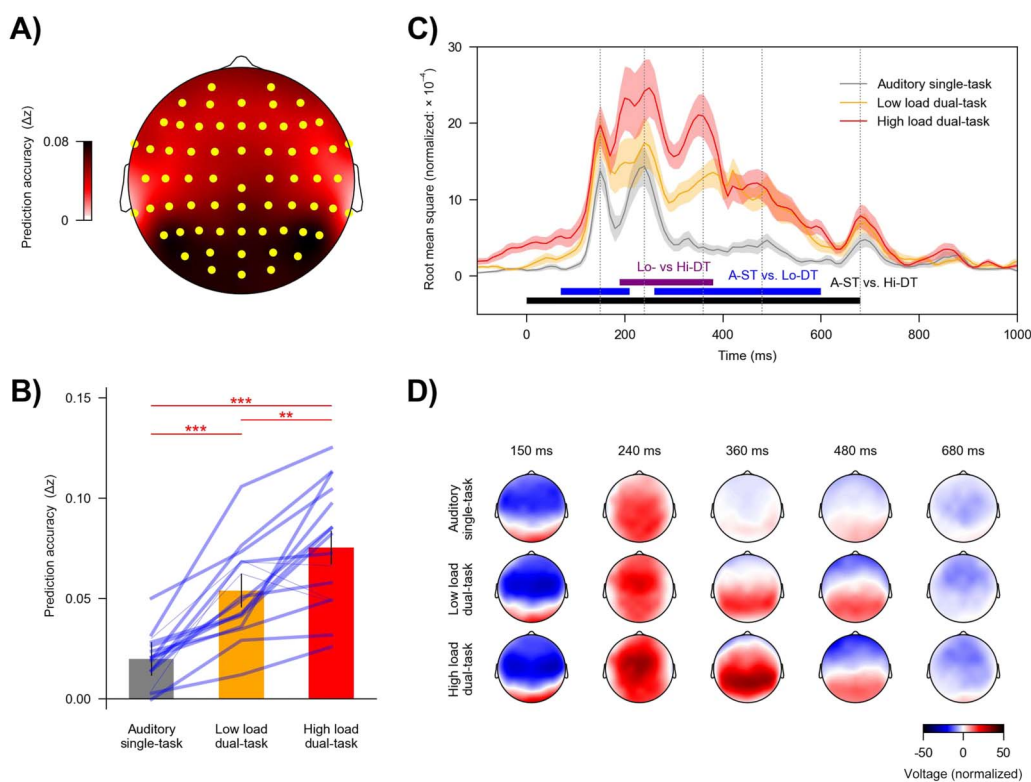 A)
Prediction accuracy (Δz)
0.08
0
B)
Prediction accuracy (Δz)
0.15
0.10
0.05
0.00
***
***
**
Auditory
single-task
Low load
dual-task
High load
dual-task
C)
Root mean square (normalized: × 10⁻⁴)
30
20
10
0
Auditory single-task
Low load dual-task
High load dual-task
Lo- vs Hi-DT
A-ST vs. Lo-DT
A-ST vs. Hi-DT
0
200
400
600
800
1000
Time (ms)
D)
150 ms
240 ms
360 ms
480 ms
680 ms
Auditory
single-task
Low load
dual-task
High load
dual-task
-50
0
50
Voltage (normalized)